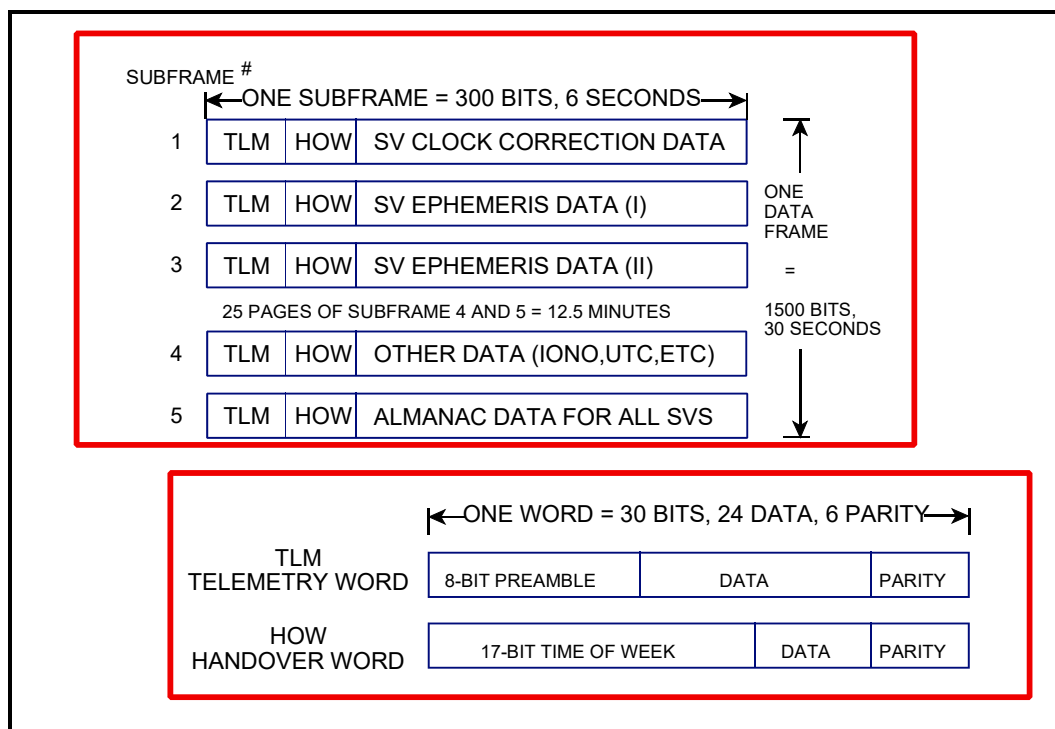 SUBFRAME #
ONE SUBFRAME = 300 BITS, 6 SECONDS
1 TLM HOW SV CLOCK CORRECTION DATA
2 TLM HOW SV EPHEMERIS DATA (I)
3 TLM HOW SV EPHEMERIS DATA (II)
25 PAGES OF SUBFRAME 4 AND 5 = 12.5 MINUTES
4 TLM HOW OTHER DATA (IONO,UTC,ETC)
5 TLM HOW ALMANAC DATA FOR ALL SVS
ONE
DATA
FRAME
=
1500 BITS,
30 SECONDS
ONE WORD = 30 BITS, 24 DATA, 6 PARITY
TLM
TELEMETRY WORD
8-BIT PREAMBLE DATA PARITY
HOW
HANDOVER WORD
17-BIT TIME OF WEEK DATA PARITY